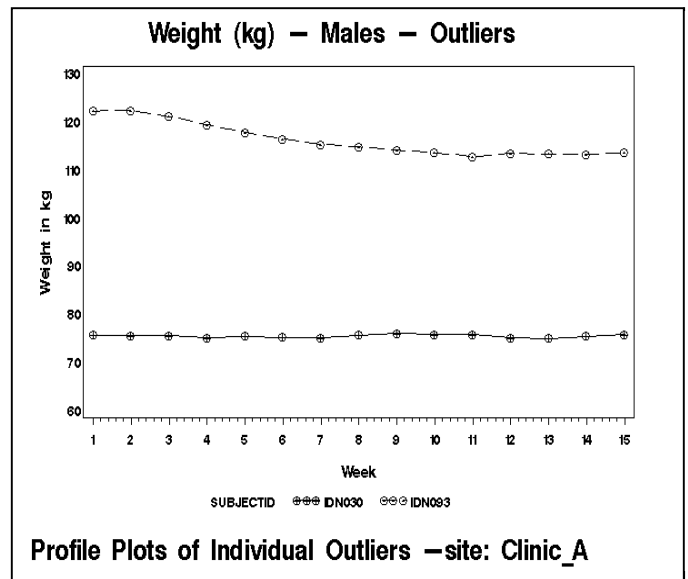 Weight (kg) – Males – Outliers
130
120
110
100
90
80
70
60
Weight in kg
1 2 3 4 5 6 7 8 9 10 11 12 13 14 15
Week
SUBJECTID IDN030 IDN093
Profile Plots of Individual Outliers –site: Clinic_A